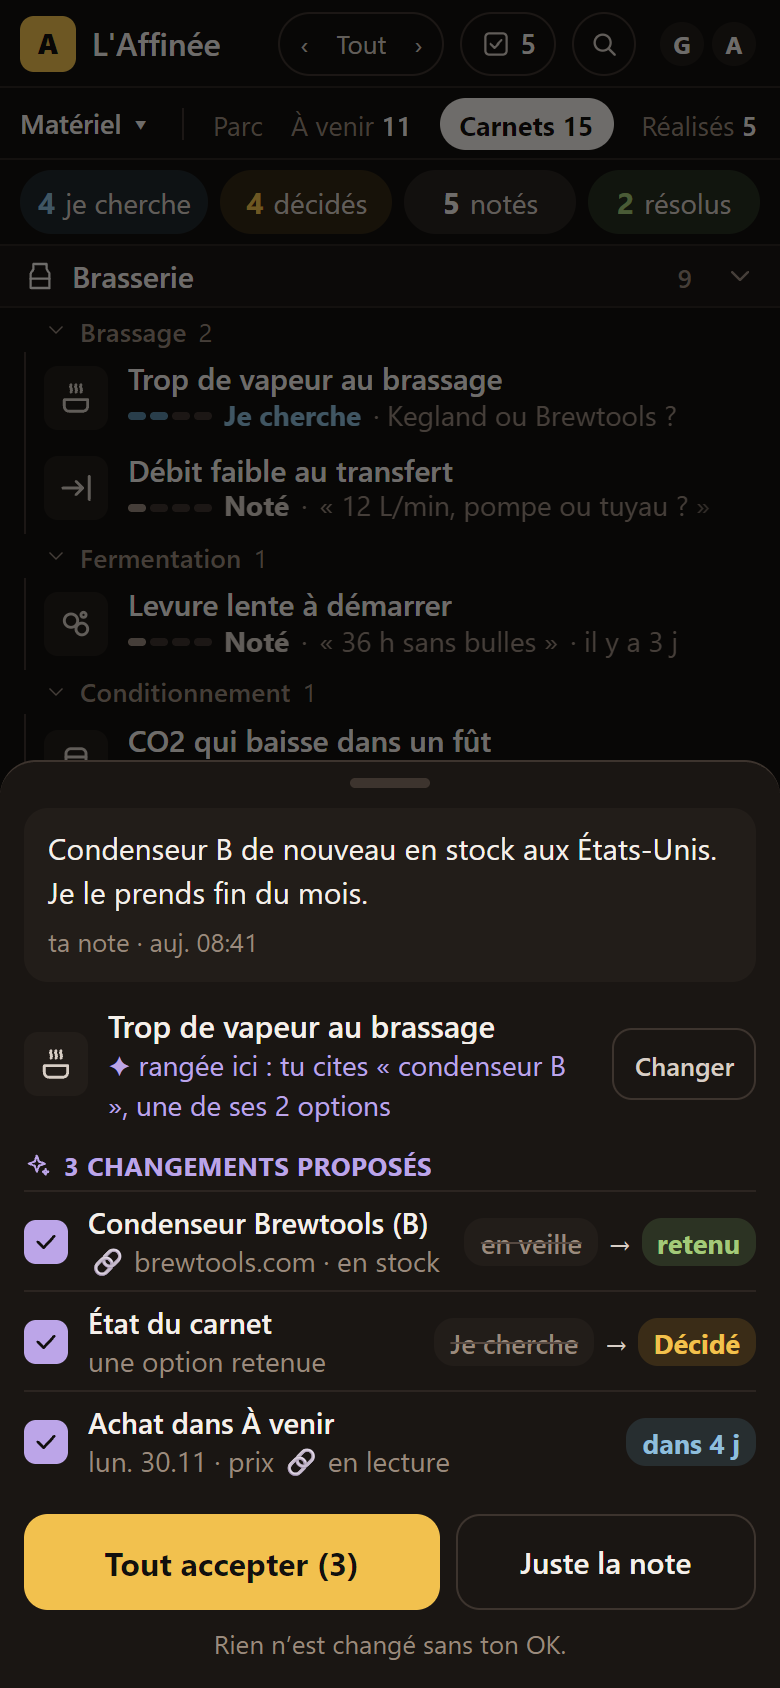 A L'Affinée ‹ Tout › 5 G A
Matériel ▼ Parc À venir 11 Carnets 15 Réalisés 5
4 je cherche 4 décidés 5 notés 2 résolus
Brasserie 9
Brassage 2
Trop de vapeur au brassage
Je cherche · Kegland ou Brewtools ?
Débit faible au transfert
Noté · « 12 L/min, pompe ou tuyau ? »
Fermentation 1
Levure lente à démarrer
Noté · « 36 h sans bulles » · il y a 3 j
Conditionnement 1
CO2 qui baisse dans un fût
Condenseur B de nouveau en stock aux États-Unis.
Je le prends fin du mois.
ta note · auj. 08:41
Trop de vapeur au brassage
✦ rangée ici : tu cites « condenseur B
», une de ses 2 options
Changer
3 CHANGEMENTS PROPOSÉS
Condenseur Brewtools (B) en veille → retenu
🔗 brewtools.com · en stock
État du carnet Je cherche → Décidé
une option retenue
Achat dans À venir dans 4 j
lun. 30.11 · prix 🔗 en lecture
Tout accepter (3) Juste la note
Rien n’est changé sans ton OK.